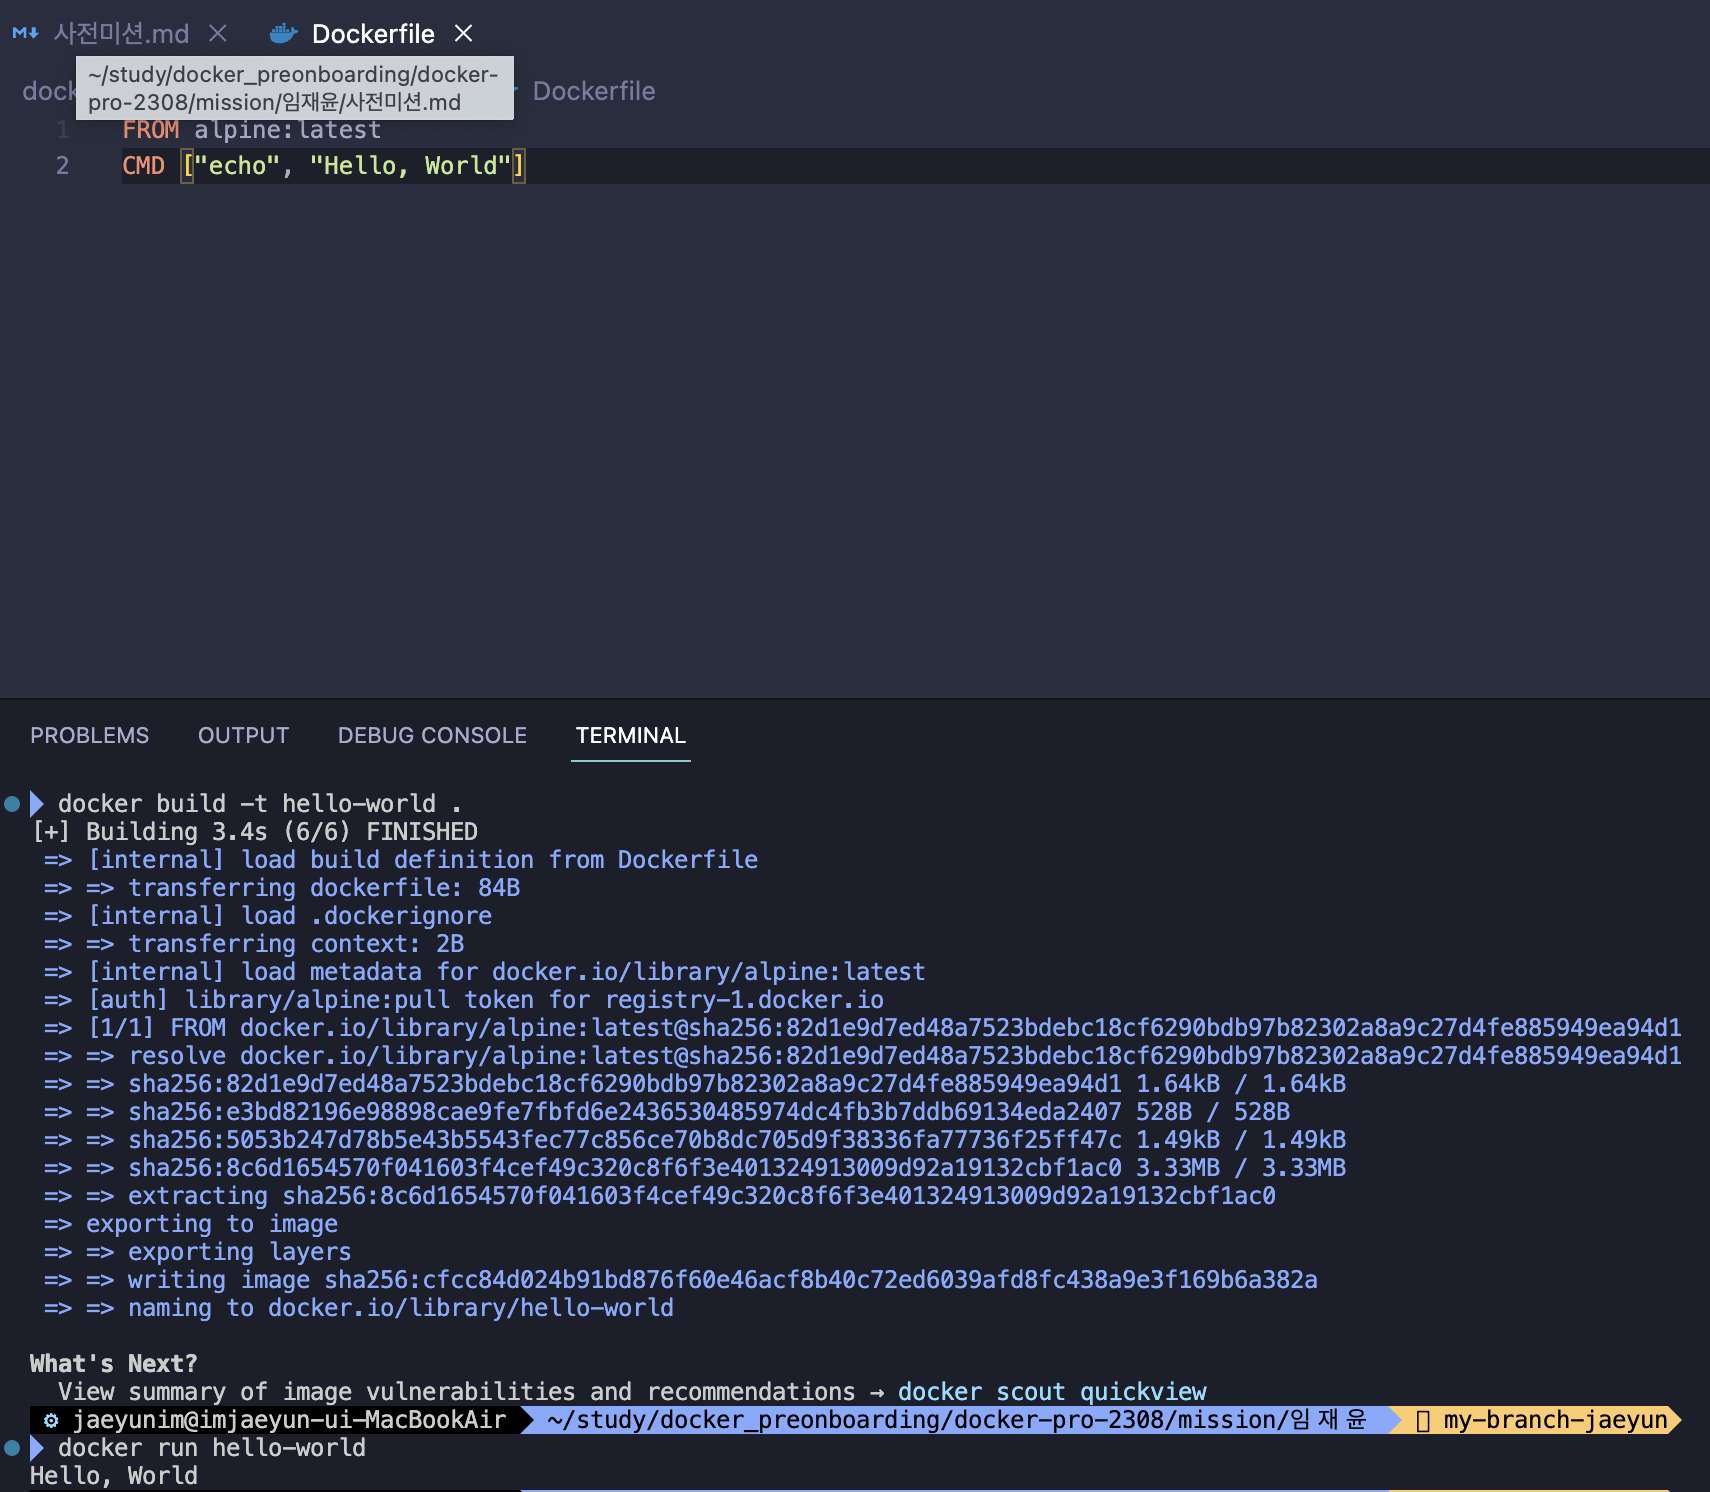 사전미션.md Dockerfile
~/study/docker_preonboarding/docker-
pro-2308/mission/임재윤/사전미션.md
dock Dockerfile
1 FROM alpine:latest
2 CMD ["echo", "Hello, World"]
PROBLEMS OUTPUT DEBUG CONSOLE TERMINAL
docker build -t hello-world .
[+] Building 3.4s (6/6) FINISHED
=> [internal] load build definition from Dockerfile
=> => transferring dockerfile: 84B
=> [internal] load .dockerignore
=> => transferring context: 2B
=> [internal] load metadata for docker.io/library/alpine:latest
=> [auth] library/alpine:pull token for registry-1.docker.io
=> [1/1] FROM docker.io/library/alpine:latest@sha256:82d1e9d7ed48a7523bdebc18cf6290bdb97b82302a8a9c27d4fe885949ea94d1
=> => resolve docker.io/library/alpine:latest@sha256:82d1e9d7ed48a7523bdebc18cf6290bdb97b82302a8a9c27d4fe885949ea94d1
=> => sha256:82d1e9d7ed48a7523bdebc18cf6290bdb97b82302a8a9c27d4fe885949ea94d1 1.64kB / 1.64kB
=> => sha256:e3bd82196e98898cae9fe7fbfd6e2436530485974dc4fb3b7ddb69134eda2407 528B / 528B
=> => sha256:5053b247d78b5e43b5543fec77c856ce70b8dc705d9f38336fa77736f25ff47c 1.49kB / 1.49kB
=> => sha256:8c6d1654570f041603f4cef49c320c8f6f3e401324913009d92a19132cbf1ac0 3.33MB / 3.33MB
=> => extracting sha256:8c6d1654570f041603f4cef49c320c8f6f3e401324913009d92a19132cbf1ac0
=> exporting to image
=> => exporting layers
=> => writing image sha256:cfcc84d024b91bd876f60e46acf8b40c72ed6039afd8fc438a9e3f169b6a382a
=> => naming to docker.io/library/hello-world
What's Next?
View summary of image vulnerabilities and recommendations → docker scout quickview
jaeyunim@imjaeyun-ui-MacBookAir ~/study/docker_preonboarding/docker-pro-2308/mission/임 재 윤 my-branch-jaeyun
docker run hello-world
Hello, World